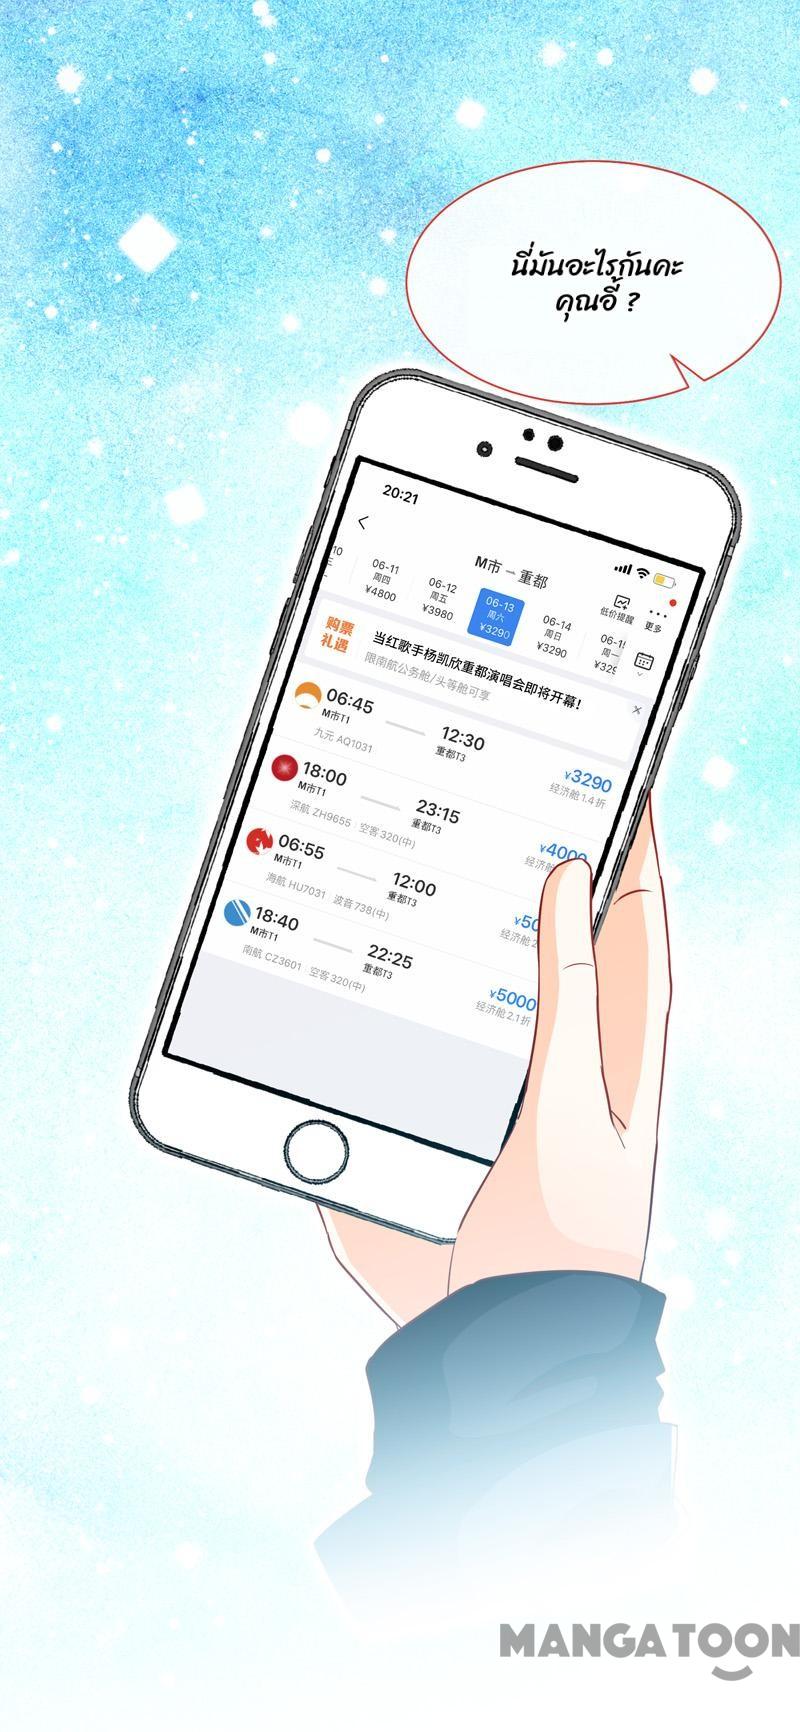 นี่มันอะไรกันคะ
คุณอี้ ?
20:21
M市 — 重都
低价提醒
更多
10
三
06-11
周四
¥4800
06-12
周五
¥3980
06-13
周六
¥3290
06-14
周日
¥3290
周一
购票
礼遇
当红歌手杨凯欣重都演唱会即将开幕!
限南航公务舱/头等舱可享
06:45
12:30
¥3290
M市T1
重都T3
经济舱1.4折
九元 AQ1031
18:00
23:15
¥4000
M市T1
重都T3
深航 ZH9655 空客320(中)
06:55
12:00
M市T1
重都T3
海航 HU7031 波音738(中)
18:40
22:25
¥5000
M市T1
重都T3
经济舱2.1折
南航 CZ3601 空客320(中)
MANGATOON